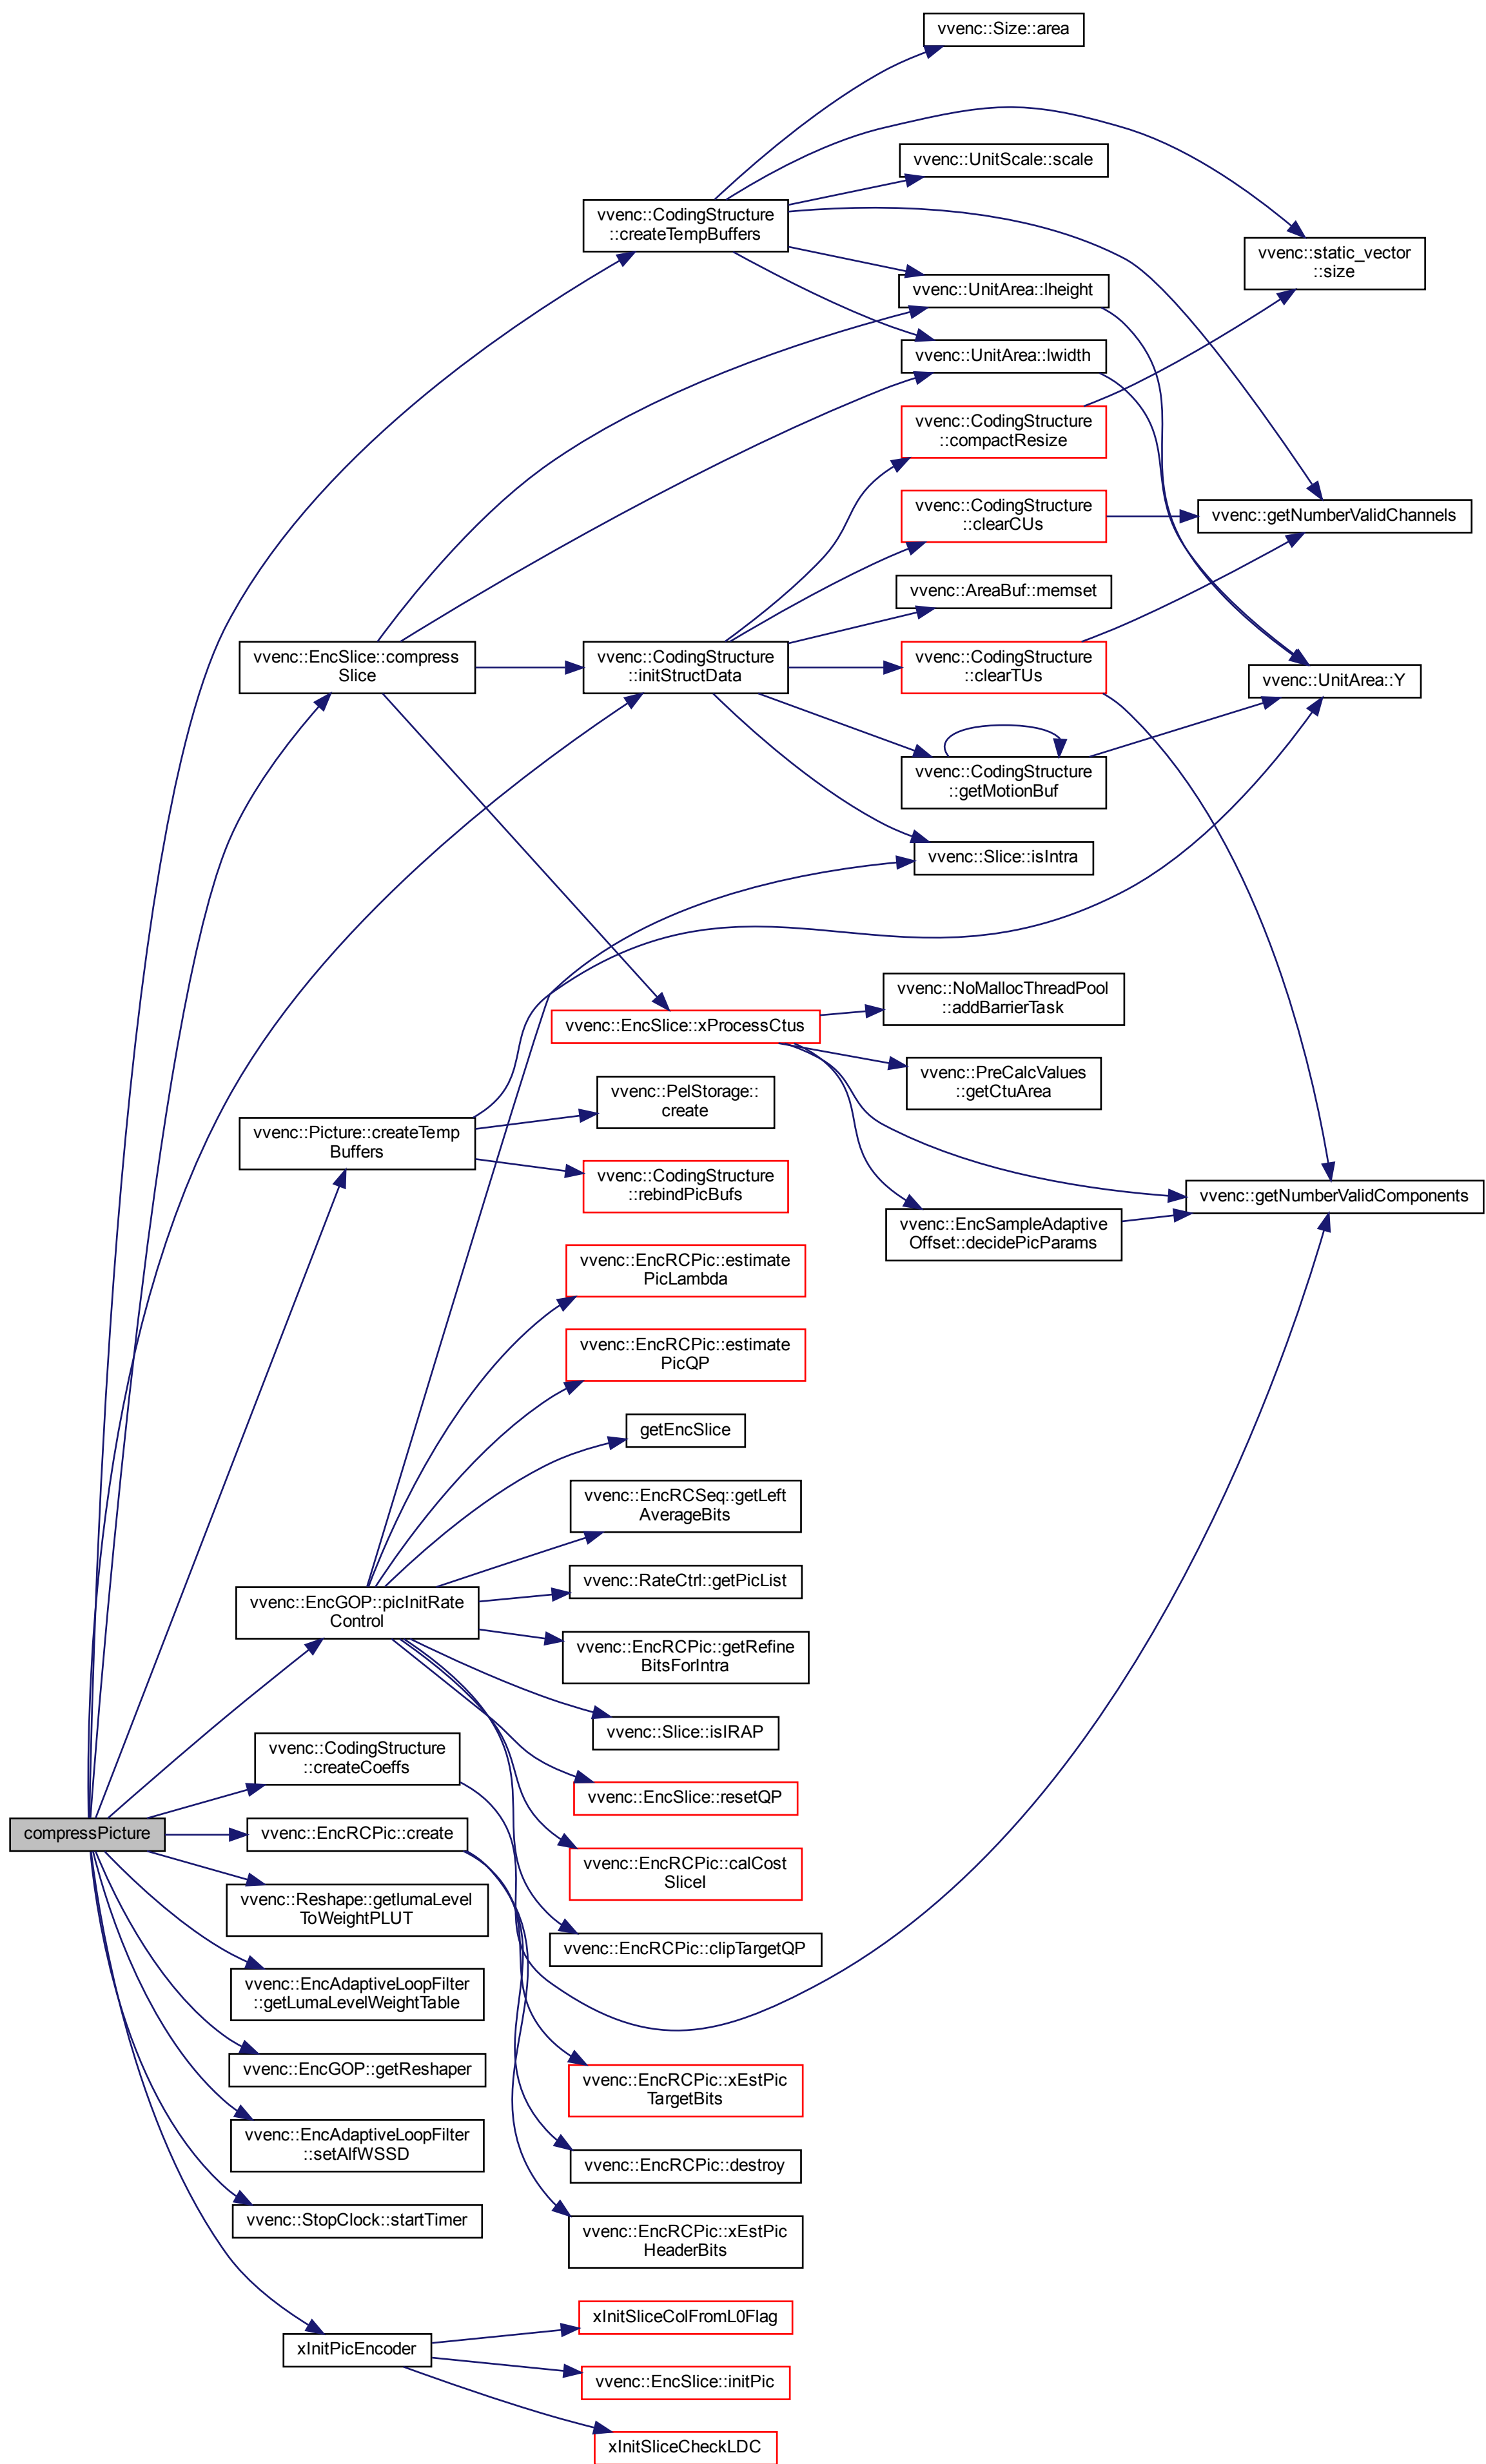 vvenc::Size::area
vvenc::UnitScale::scale
vvenc::CodingStructure
::createTempBuffers
vvenc::static_vector
::size
vvenc::UnitArea::lheight
vvenc::UnitArea::lwidth
vvenc::CodingStructure
::compactResize
vvenc::CodingStructure
::clearCUs
vvenc::getNumberValidChannels
vvenc::AreaBuf::memset
vvenc::EncSlice::compress
Slice
vvenc::CodingStructure
::initStructData
vvenc::CodingStructure
::clearTUs
vvenc::UnitArea::Y
vvenc::CodingStructure
::getMotionBuf
vvenc::Slice::isIntra
vvenc::NoMallocThreadPool
::addBarrierTask
vvenc::EncSlice::xProcessCtus
vvenc::PreCalcValues
::getCtuArea
vvenc::PelStorage::
create
vvenc::Picture::createTemp
Buffers
vvenc::CodingStructure
::rebindPicBufs
vvenc::getNumberValidComponents
vvenc::EncSampleAdaptive
Offset::decidePicParams
vvenc::EncRCPic::estimate
PicLambda
vvenc::EncRCPic::estimate
PicQP
getEncSlice
vvenc::EncRCSeq::getLeft
AverageBits
vvenc::RateCtrl::getPicList
vvenc::EncGOP::picInitRate
Control
vvenc::EncRCPic::getRefine
BitsForIntra
vvenc::Slice::isIRAP
vvenc::CodingStructure
::createCoeffs
vvenc::EncSlice::resetQP
compressPicture
vvenc::EncRCPic::create
vvenc::EncRCPic::calCost
SliceI
vvenc::Reshape::getlumaLevel
ToWeightPLUT
vvenc::EncRCPic::clipTargetQP
vvenc::EncAdaptiveLoopFilter
::getLumaLevelWeightTable
vvenc::EncGOP::getReshaper
vvenc::EncRCPic::xEstPic
TargetBits
vvenc::EncAdaptiveLoopFilter
::setAlfWSSD
vvenc::EncRCPic::destroy
vvenc::StopClock::startTimer
vvenc::EncRCPic::xEstPic
HeaderBits
xInitSliceColFromL0Flag
xInitPicEncoder
vvenc::EncSlice::initPic
xInitSliceCheckLDC